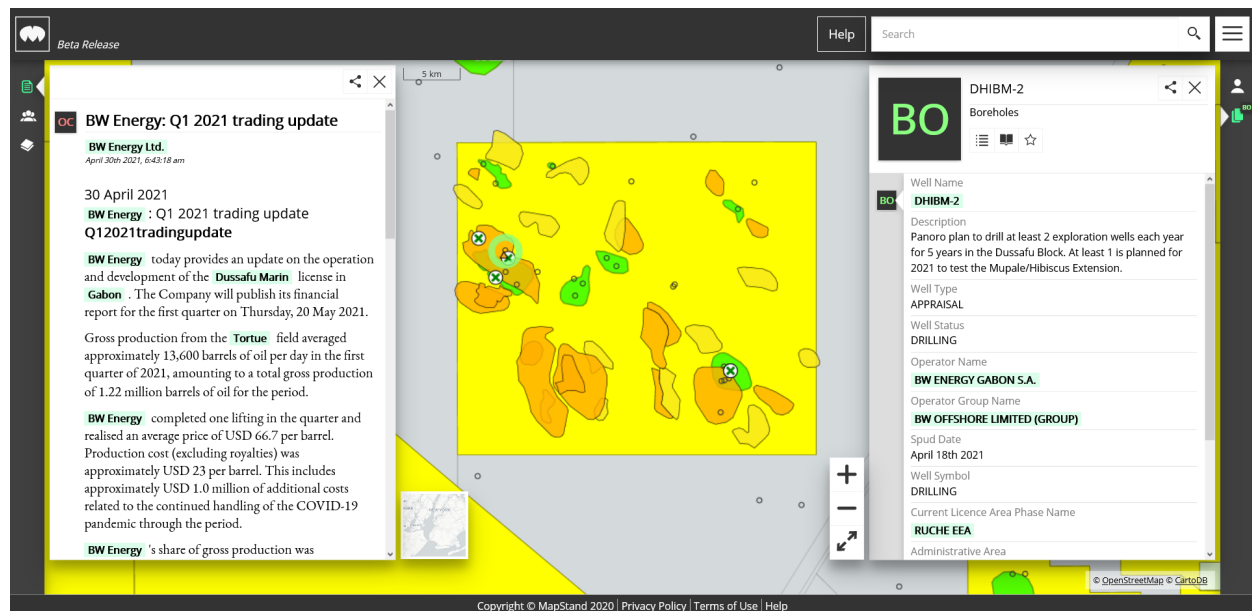 Beta Release
Help
Search
5 km
OC
BW Energy: Q1 2021 trading update
BW Energy Ltd.
April 30th 2021, 6:43:18 am
30 April 2021
BW Energy : Q1 2021 trading update
Q12021tradingupdate
BW Energy today provides an update on the operation
and development of the Dussafu Marin license in
Gabon . The Company will publish its financial
report for the first quarter on Thursday, 20 May 2021.
Gross production from the Tortue field averaged
approximately 13,600 barrels of oil per day in the first
quarter of 2021, amounting to a total gross production
of 1.22 million barrels of oil for the period.
BW Energy completed one lifting in the quarter and
realised an average price of USD 66.7 per barrel.
Production cost (excluding royalties) was
approximately USD 23 per barrel. This includes
approximately USD 1.0 million of additional costs
related to the continued handling of the COVID-19
pandemic through the period.
BW Energy 's share of gross production was
BO
DHIBM-2
Boreholes
BO
BO
Well Name
DHIBM-2
Description
Panoro plan to drill at least 2 exploration wells each year
for 5 years in the Dussafu Block. At least 1 is planned for
2021 to test the Mupale/Hibiscus Extension.
Well Type
APPRAISAL
Well Status
DRILLING
Operator Name
BW ENERGY GABON S.A.
Operator Group Name
BW OFFSHORE LIMITED (GROUP)
Spud Date
April 18th 2021
Well Symbol
DRILLING
Current Licence Area Phase Name
RUCHE EEA
Administrative Area
© OpenStreetMap © CartoDB
Copyright © MapStand 2020 | Privacy Policy | Terms of Use | Help